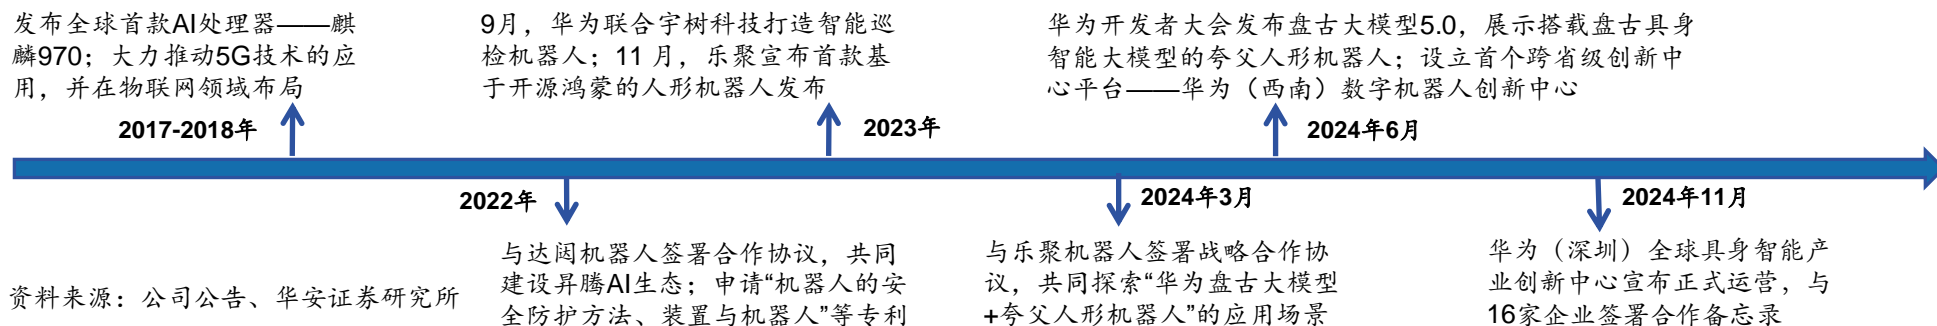 发布全球首款AI处理器——麒
麟970；大力推动5G技术的应
用，并在物联网领域布局
2017-2018年
9月，华为联合宇树科技打造智能巡
检机器人；11 月，乐聚宣布首款基
于开源鸿蒙的人形机器人发布
2023年
华为开发者大会发布盘古大模型5.0，展示搭载盘古具身
智能大模型的夸父人形机器人；设立首个跨省级创新中
心平台——华为（西南）数字机器人创新中心
2024年6月
2022年
与达闼机器人签署合作协议，共同
建设昇腾AI生态；申请“机器人的安
全防护方法、装置与机器人”等专利
2024年3月
与乐聚机器人签署战略合作协
议，共同探索“华为盘古大模型
+夸父人形机器人”的应用场景
2024年11月
华为（深圳）全球具身智能产
业创新中心宣布正式运营，与
16家企业签署合作备忘录
资料来源：公司公告、华安证券研究所